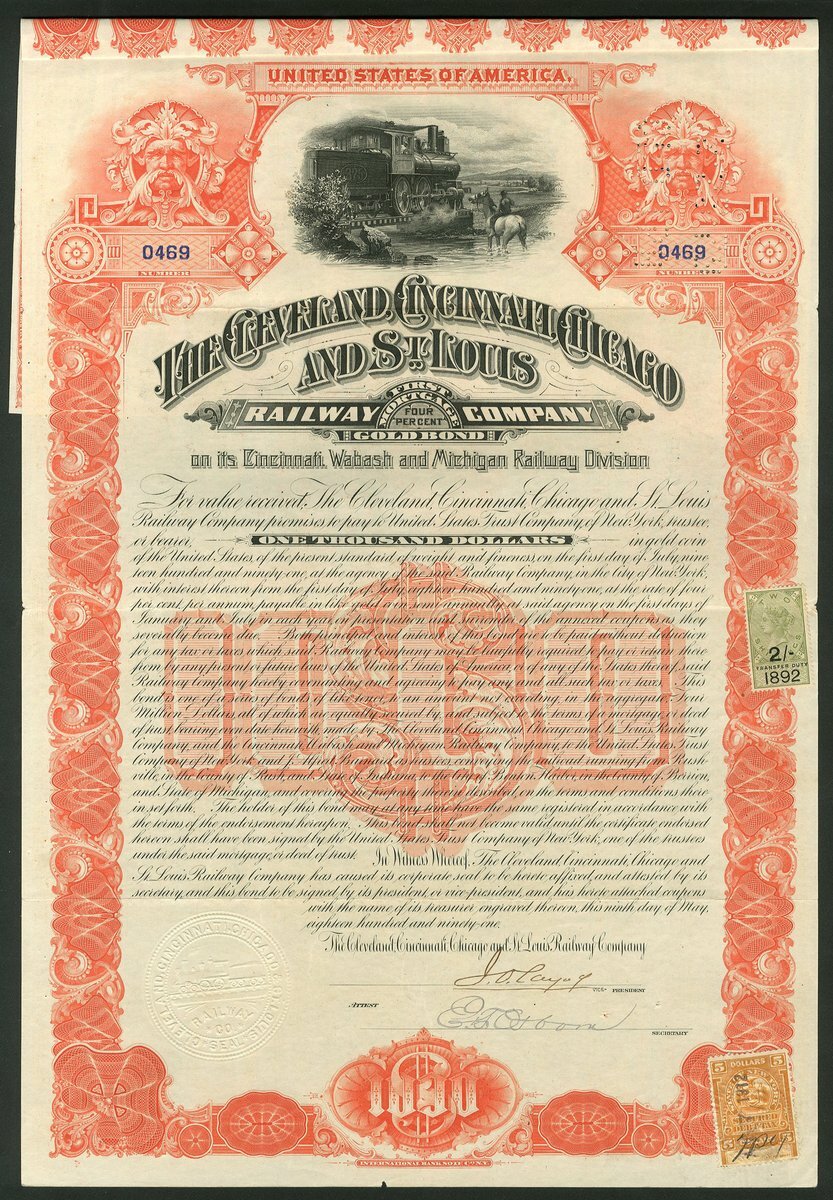 UNITED STATES OF AMERICA.
0469
NUMBER
0469
NUMBER
THE CLEVELAND, CINCINNATI, CHICAGO
AND ST. LOUIS
RAILWAY COMPANY
FIRST
MORTGAGE
FOUR
PERCENT
GOLD BOND
on its Cincinnati, Wabash and Michigan Railway Division
For value received, The Cleveland, Cincinnati, Chicago and St. Louis
Railway Company promises to pay to United States Trust Company, of New York, trustee,
or bearer, ONE THOUSAND DOLLARS in gold coin
of the United States, of the present standard of weight and fineness, on the first day of July, nine
teen hundred and ninety-one, at the agency of the said Railway Company, in the City of New York,
with interest thereon from the first day of July, eighteen hundred and ninety-one, at the rate of four
per cent. per annum, payable in like gold coin, semi-annually, at said agency, on the first days of
January and July in each year, on presentation and surrender of the annexed coupons as they
severally become due. Both principal and interest of this bond are to be paid without deduction
for any tax or taxes which said Railway Company may be lawfully required to pay or retain there
from by any present or future laws of the United States of America or of any of the States thereof, said
Railway Company hereby covenanting and agreeing to pay any and all such tax or taxes. This
bond is one of a series of bonds of like tenor, to an amount not exceeding, in the aggregate, four
Million Dollars, all of which are equally secured by, and subject to the terms of a mortgage, or deed
of trust bearing even date herewith, made by The Cleveland, Cincinnati, Chicago and St. Louis Railway
Company, and the Cincinnati, Wabash and Michigan Railway Company, to the United States Trust
Company of New York and trustees, covering the line of railroad running from Rush
ville, in the county of Rush, and State of Indiana, to the City of Benton Harbor in the County of Berrien
and State of Michigan, and covering the property therein described, on the terms and conditions there
in set forth. The holder of this bond may at any time have the same registered in accordance with
the terms of the endorsement hereupon. This bond shall not become valid until the certificate endorsed
hereon shall have been signed by the United States Trust Company of New York, one of the trustees
under the said mortgage, or deed of trust. In Witness Whereof, The Cleveland, Cincinnati, Chicago and
St. Louis Railway Company has caused its corporate seal to be hereto affixed, and attested by its
secretary, and this bond to be signed by its president, or vice-president, and has hereto attached coupons
with the name of its treasurer engraved thereon, this ninth day of May,
eighteen hundred and ninety-one.
The Cleveland, Cincinnati, Chicago and St. Louis Railway Company
VICE- PRESIDENT
ATTEST
E. F. Osborn
SECRETARY
RAILWAY
CO
1000
INTERNATIONAL BANK NOTE CO. N.Y.
TWO
2/-
TRANSFER DUTY
1892
5 DOLLARS 5
1912
$1000